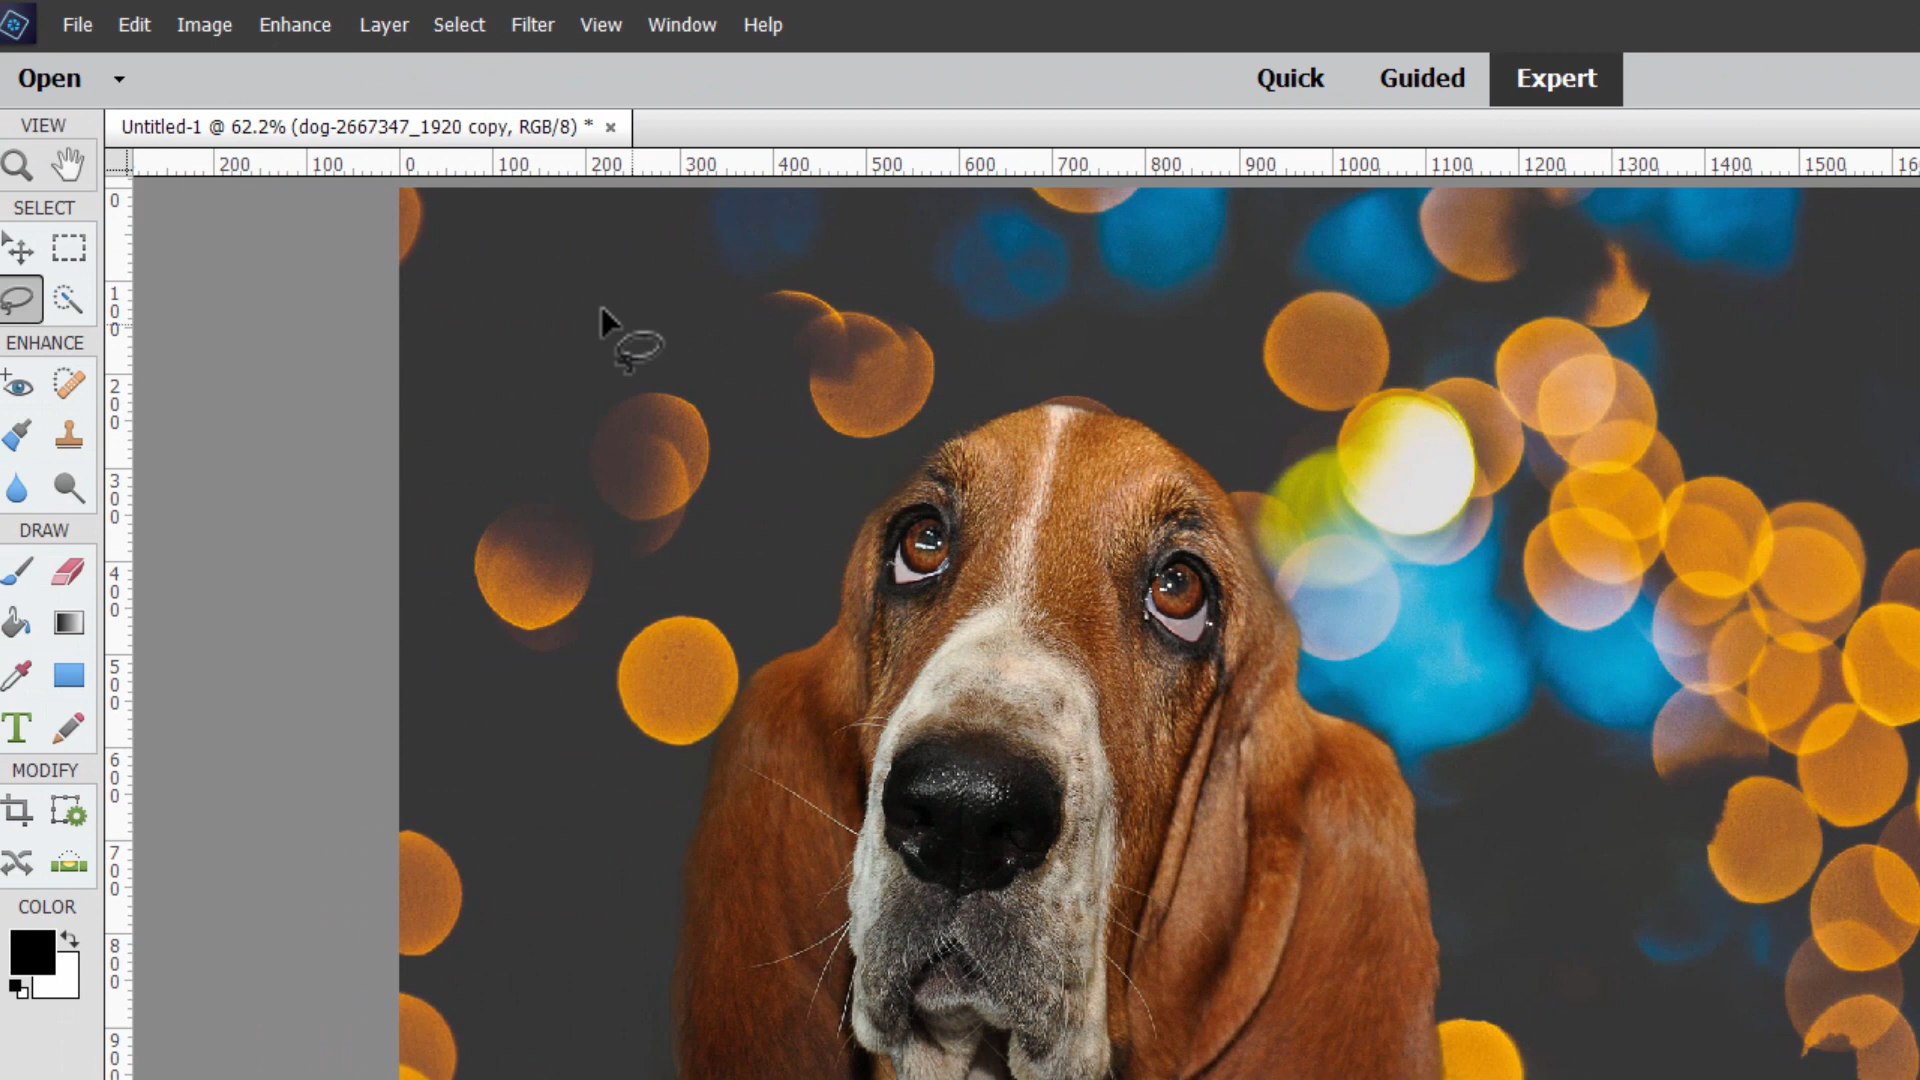 File Edit Image Enhance Layer Select Filter View Window Help
Open Quick Guided Expert
Untitled-1 @ 62.2% (dog-2667347_1920 copy, RGB/8) * ×
200 100 0 100 200 300 400 500 600 700 800 900 1000 1100 1200 1300 1400 1500 16
VIEW
0
SELECT
100
ENHANCE
200
300
DRAW
400
500
T
600
MODIFY
700
COLOR
800
900